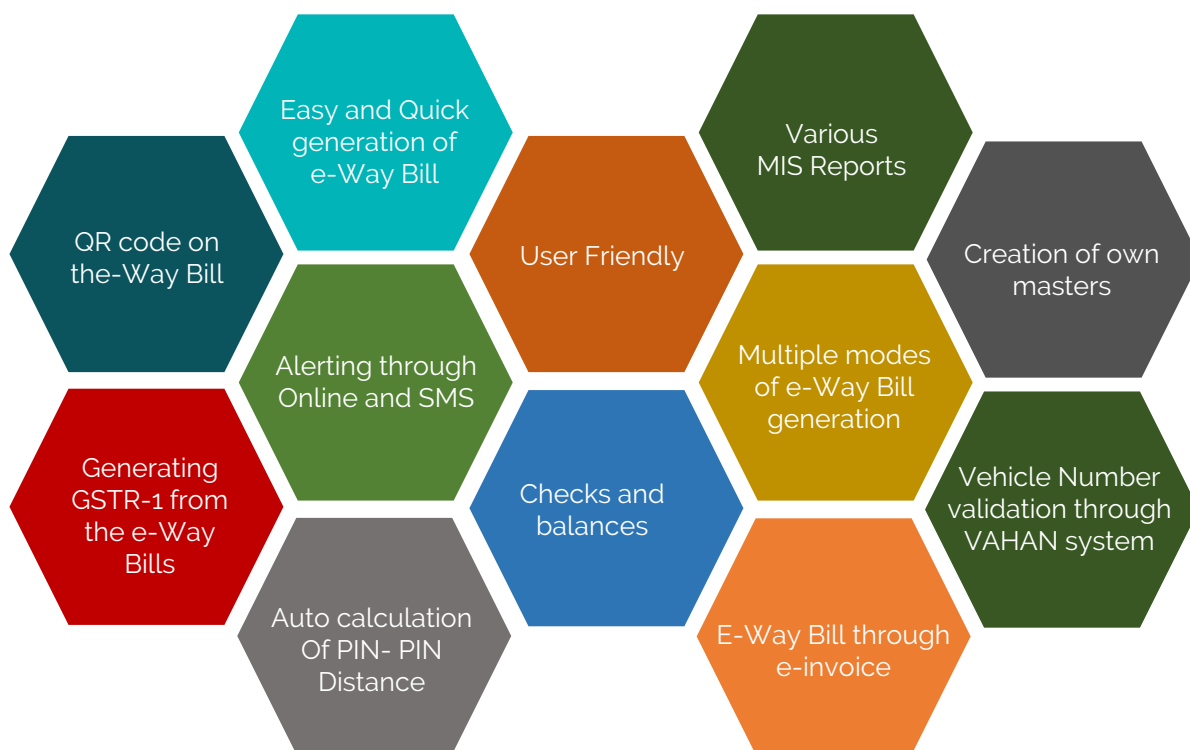 Easy and Quick
generation of
e-Way Bill
Various
MIS Reports
QR code on
the-Way Bill
User Friendly
Creation of own
masters
Alerting through
Online and SMS
Multiple modes
of e-Way Bill
generation
Generating
GSTR-1 from
the e-Way
Bills
Checks and
balances
Vehicle Number
validation through
VAHAN system
Auto calculation
Of PIN- PIN
Distance
E-Way Bill through
e-invoice